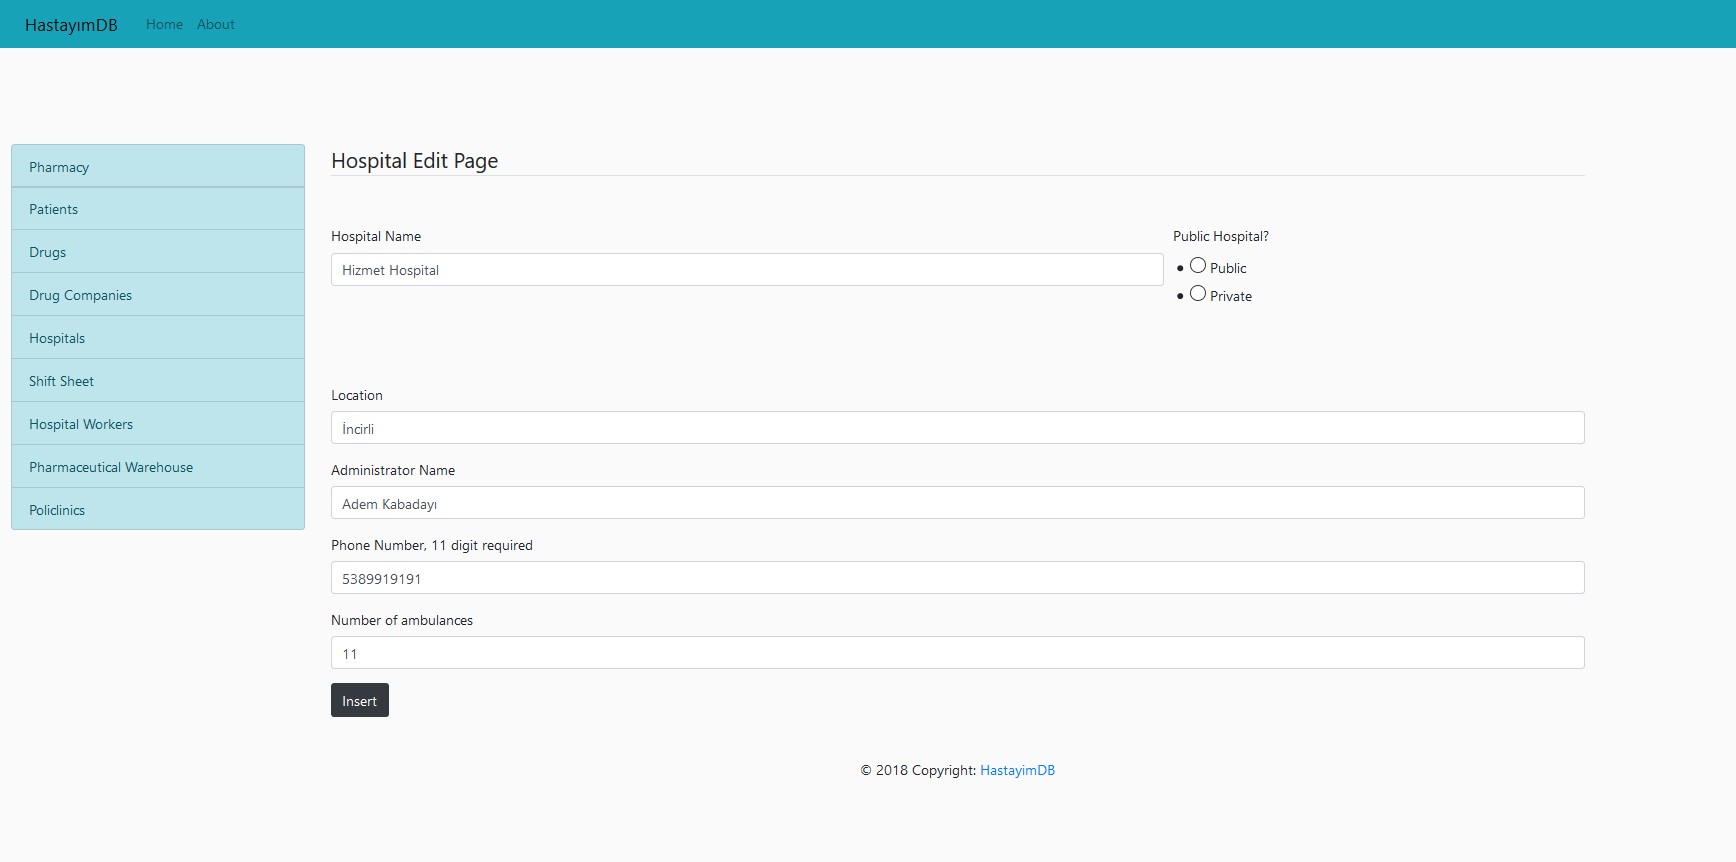 HastayımDB Home About
Pharmacy
Patients
Drugs
Drug Companies
Hospitals
Shift Sheet
Hospital Workers
Pharmaceutical Warehouse
Policlinics
Hospital Edit Page
Hospital Name
Hizmet Hospital
Public Hospital?
Public
Private
Location
İncirli
Administrator Name
Adem Kabadayı
Phone Number, 11 digit required
5389919191
Number of ambulances
11
Insert
© 2018 Copyright: HastayimDB